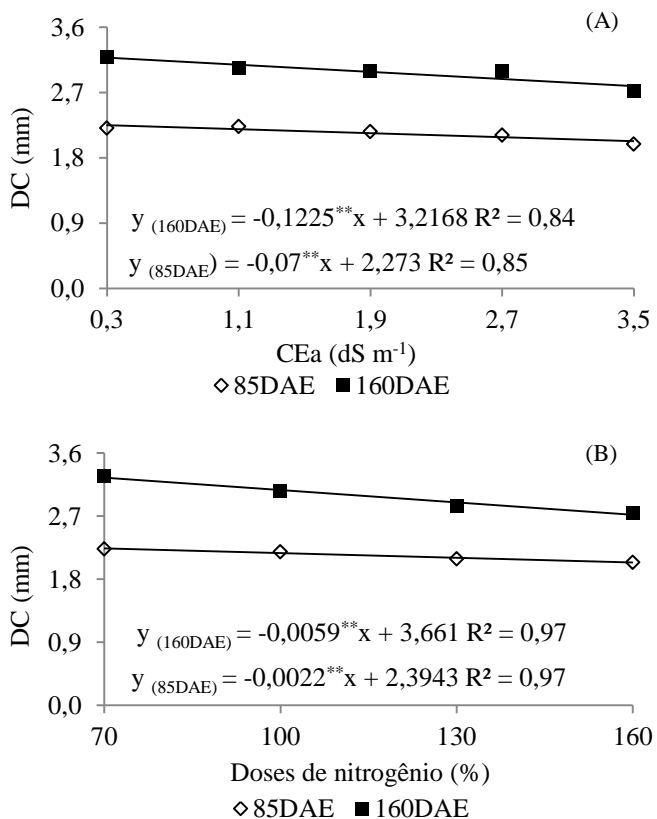 (A)
3,6
2,7
1,8
0,9
0,0
DC (mm)
y (160DAE) = -0,1225**x + 3,2168 R² = 0,84
y (85DAE) = -0,07**x + 2,273 R² = 0,85
0,3 1,1 1,9 2,7 3,5
CEa (dS m-1)
85DAE 160DAE
(B)
3,6
2,7
1,8
0,9
0,0
DC (mm)
y (160DAE) = -0,0059**x + 3,661 R² = 0,97
y (85DAE) = -0,0022**x + 2,3943 R² = 0,97
70 100 130 160
Doses de nitrogênio (%)
85DAE 160DAE